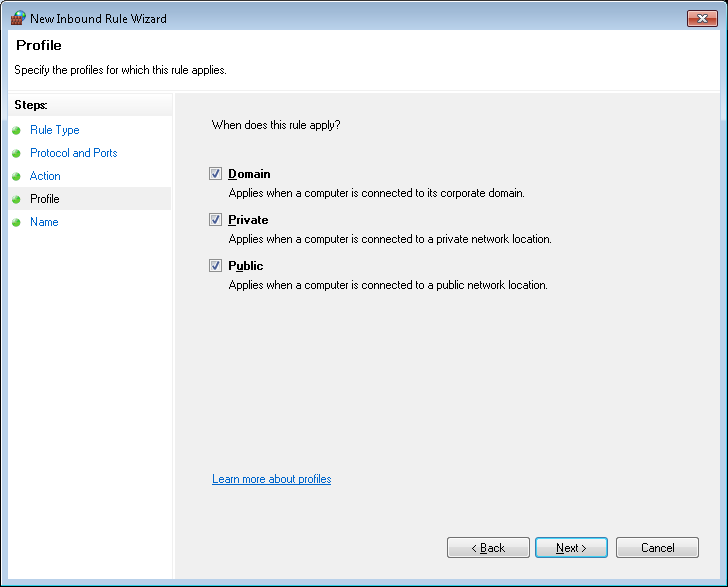 New Inbound Rule Wizard
Profile
Specify the profiles for which this rule applies.
Steps:
Rule Type
Protocol and Ports
Action
Profile
Name
When does this rule apply?
Domain
Applies when a computer is connected to its corporate domain.
Private
Applies when a computer is connected to a private network location.
Public
Applies when a computer is connected to a public network location.
Learn more about profiles
< Back
Next >
Cancel